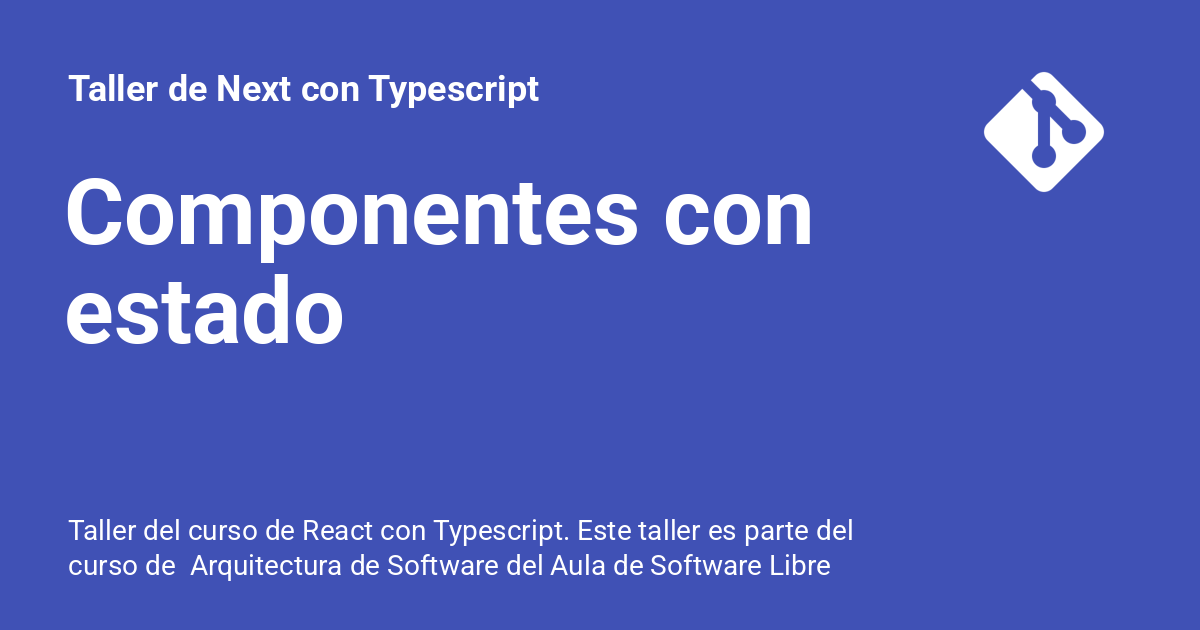 Taller de Next con Typescript
Componentes con
estado
Taller del curso de React con Typescript. Este taller es parte del
curso de  Arquitectura de Software del Aula de Software Libre